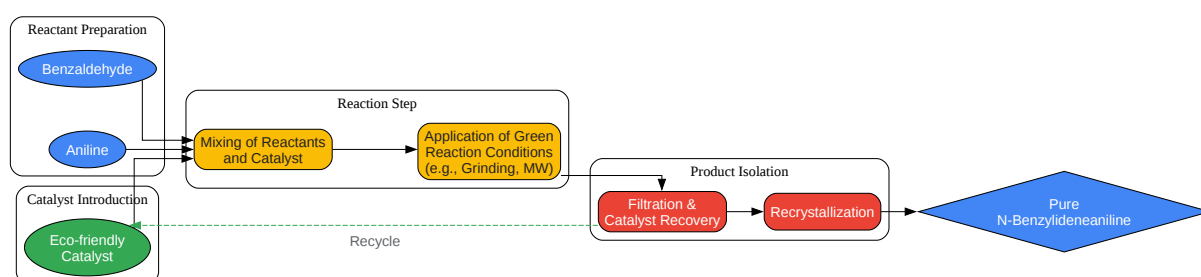 Reactant Preparation
Benzaldehyde
Aniline
Catalyst Introduction
Eco-friendly
Catalyst
Reaction Step
Mixing of Reactants
and Catalyst
Application of Green
Reaction Conditions
(e.g., Grinding, MW)
Product Isolation
Filtration &
Catalyst Recovery
Recrystallization
Recycle
Pure
N-Benzylideneaniline